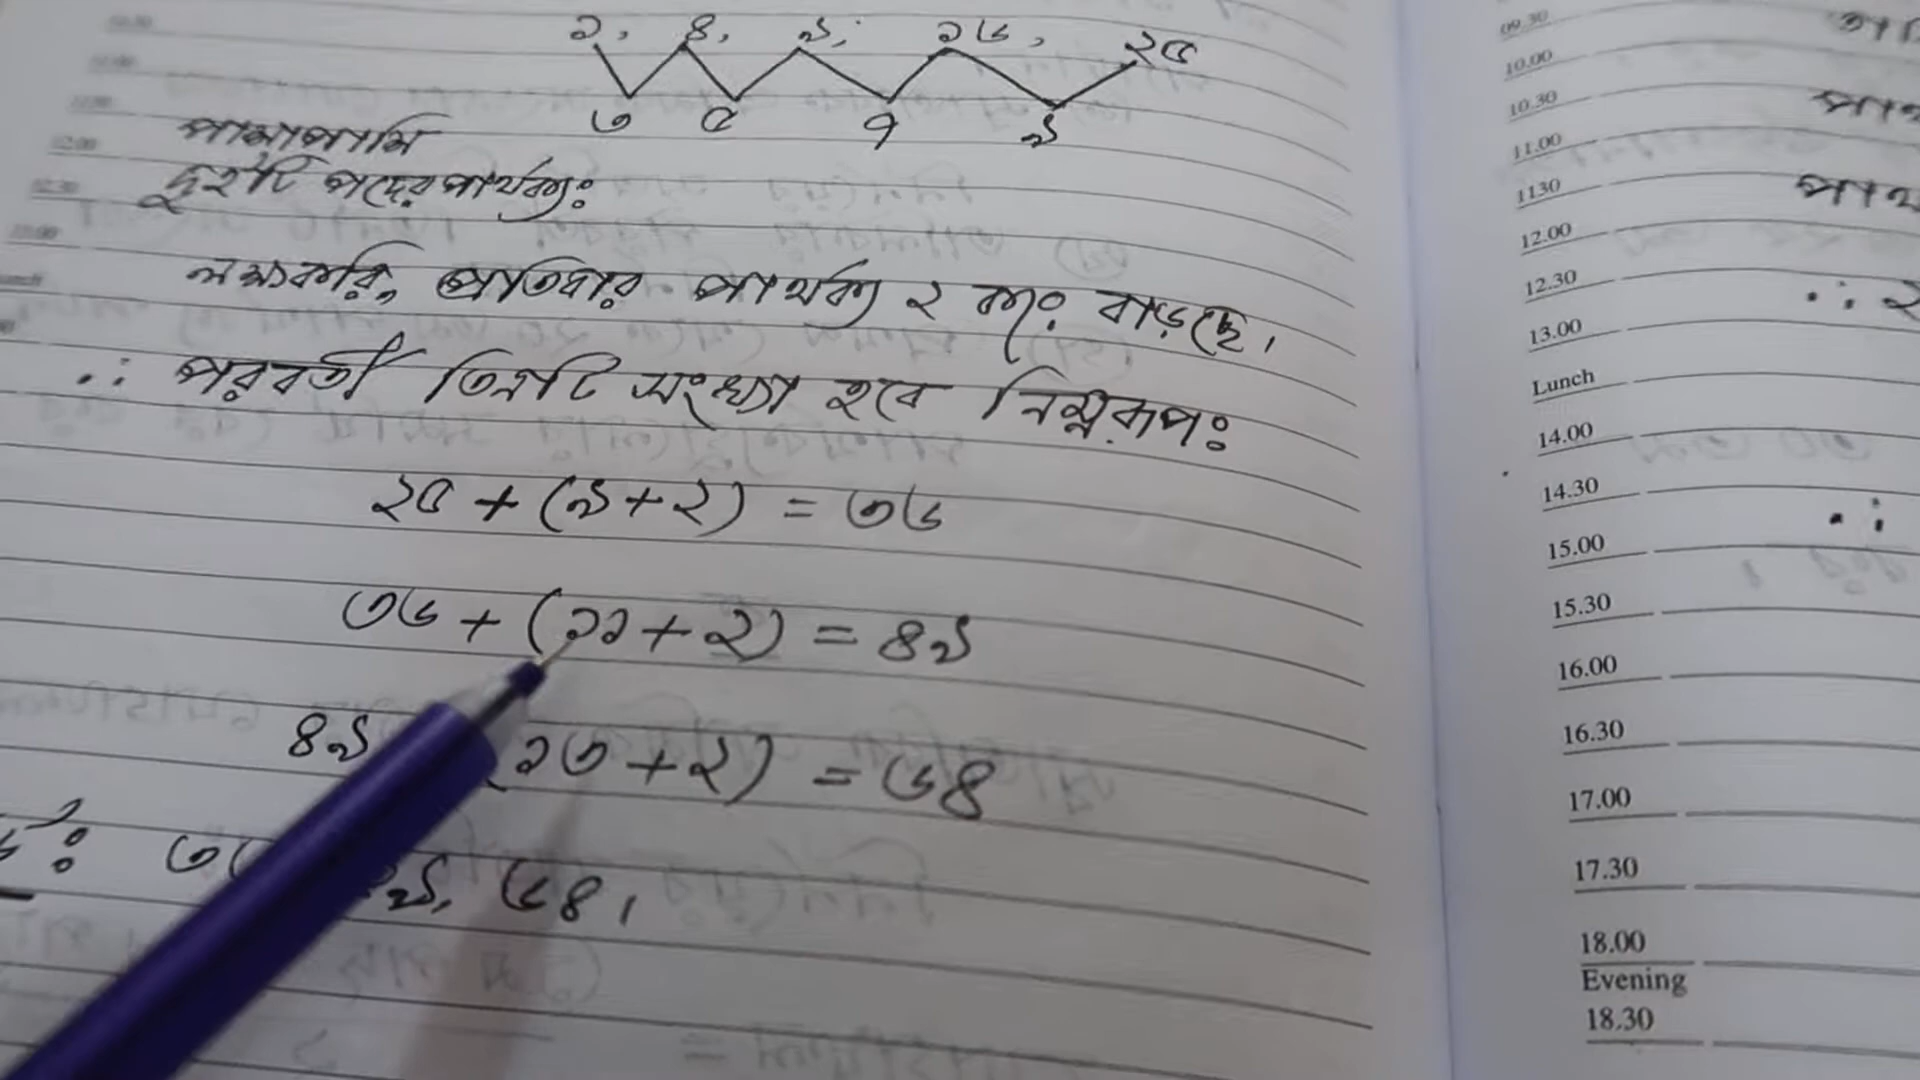 ১, ৪, ৯, ১৬, ২৫
৩ ৫ ৭ ৯
পাশাপাশি
দুইটি পদের পার্থক্যঃ
লক্ষ্যকরি, প্রতিবার পার্থক্য ২ করে বাড়ছে।
∴ পরবর্তী তিনটি সংখ্যা হবে নিম্নরূপঃ
২৫ + (৯+২) = ৩৬
৩৬ + (১১+২) = ৪৯
৪৯ (১৩+২) = ৬৪
৯, ৬৪,
09.30
10.00
10.30
11.00
1130
12.00
12.30
13.00
Lunch
14.00
14.30
15.00
15.30
16.00
16.30
17.00
17.30
18.00
Evening
18.30
∴ ২
∴